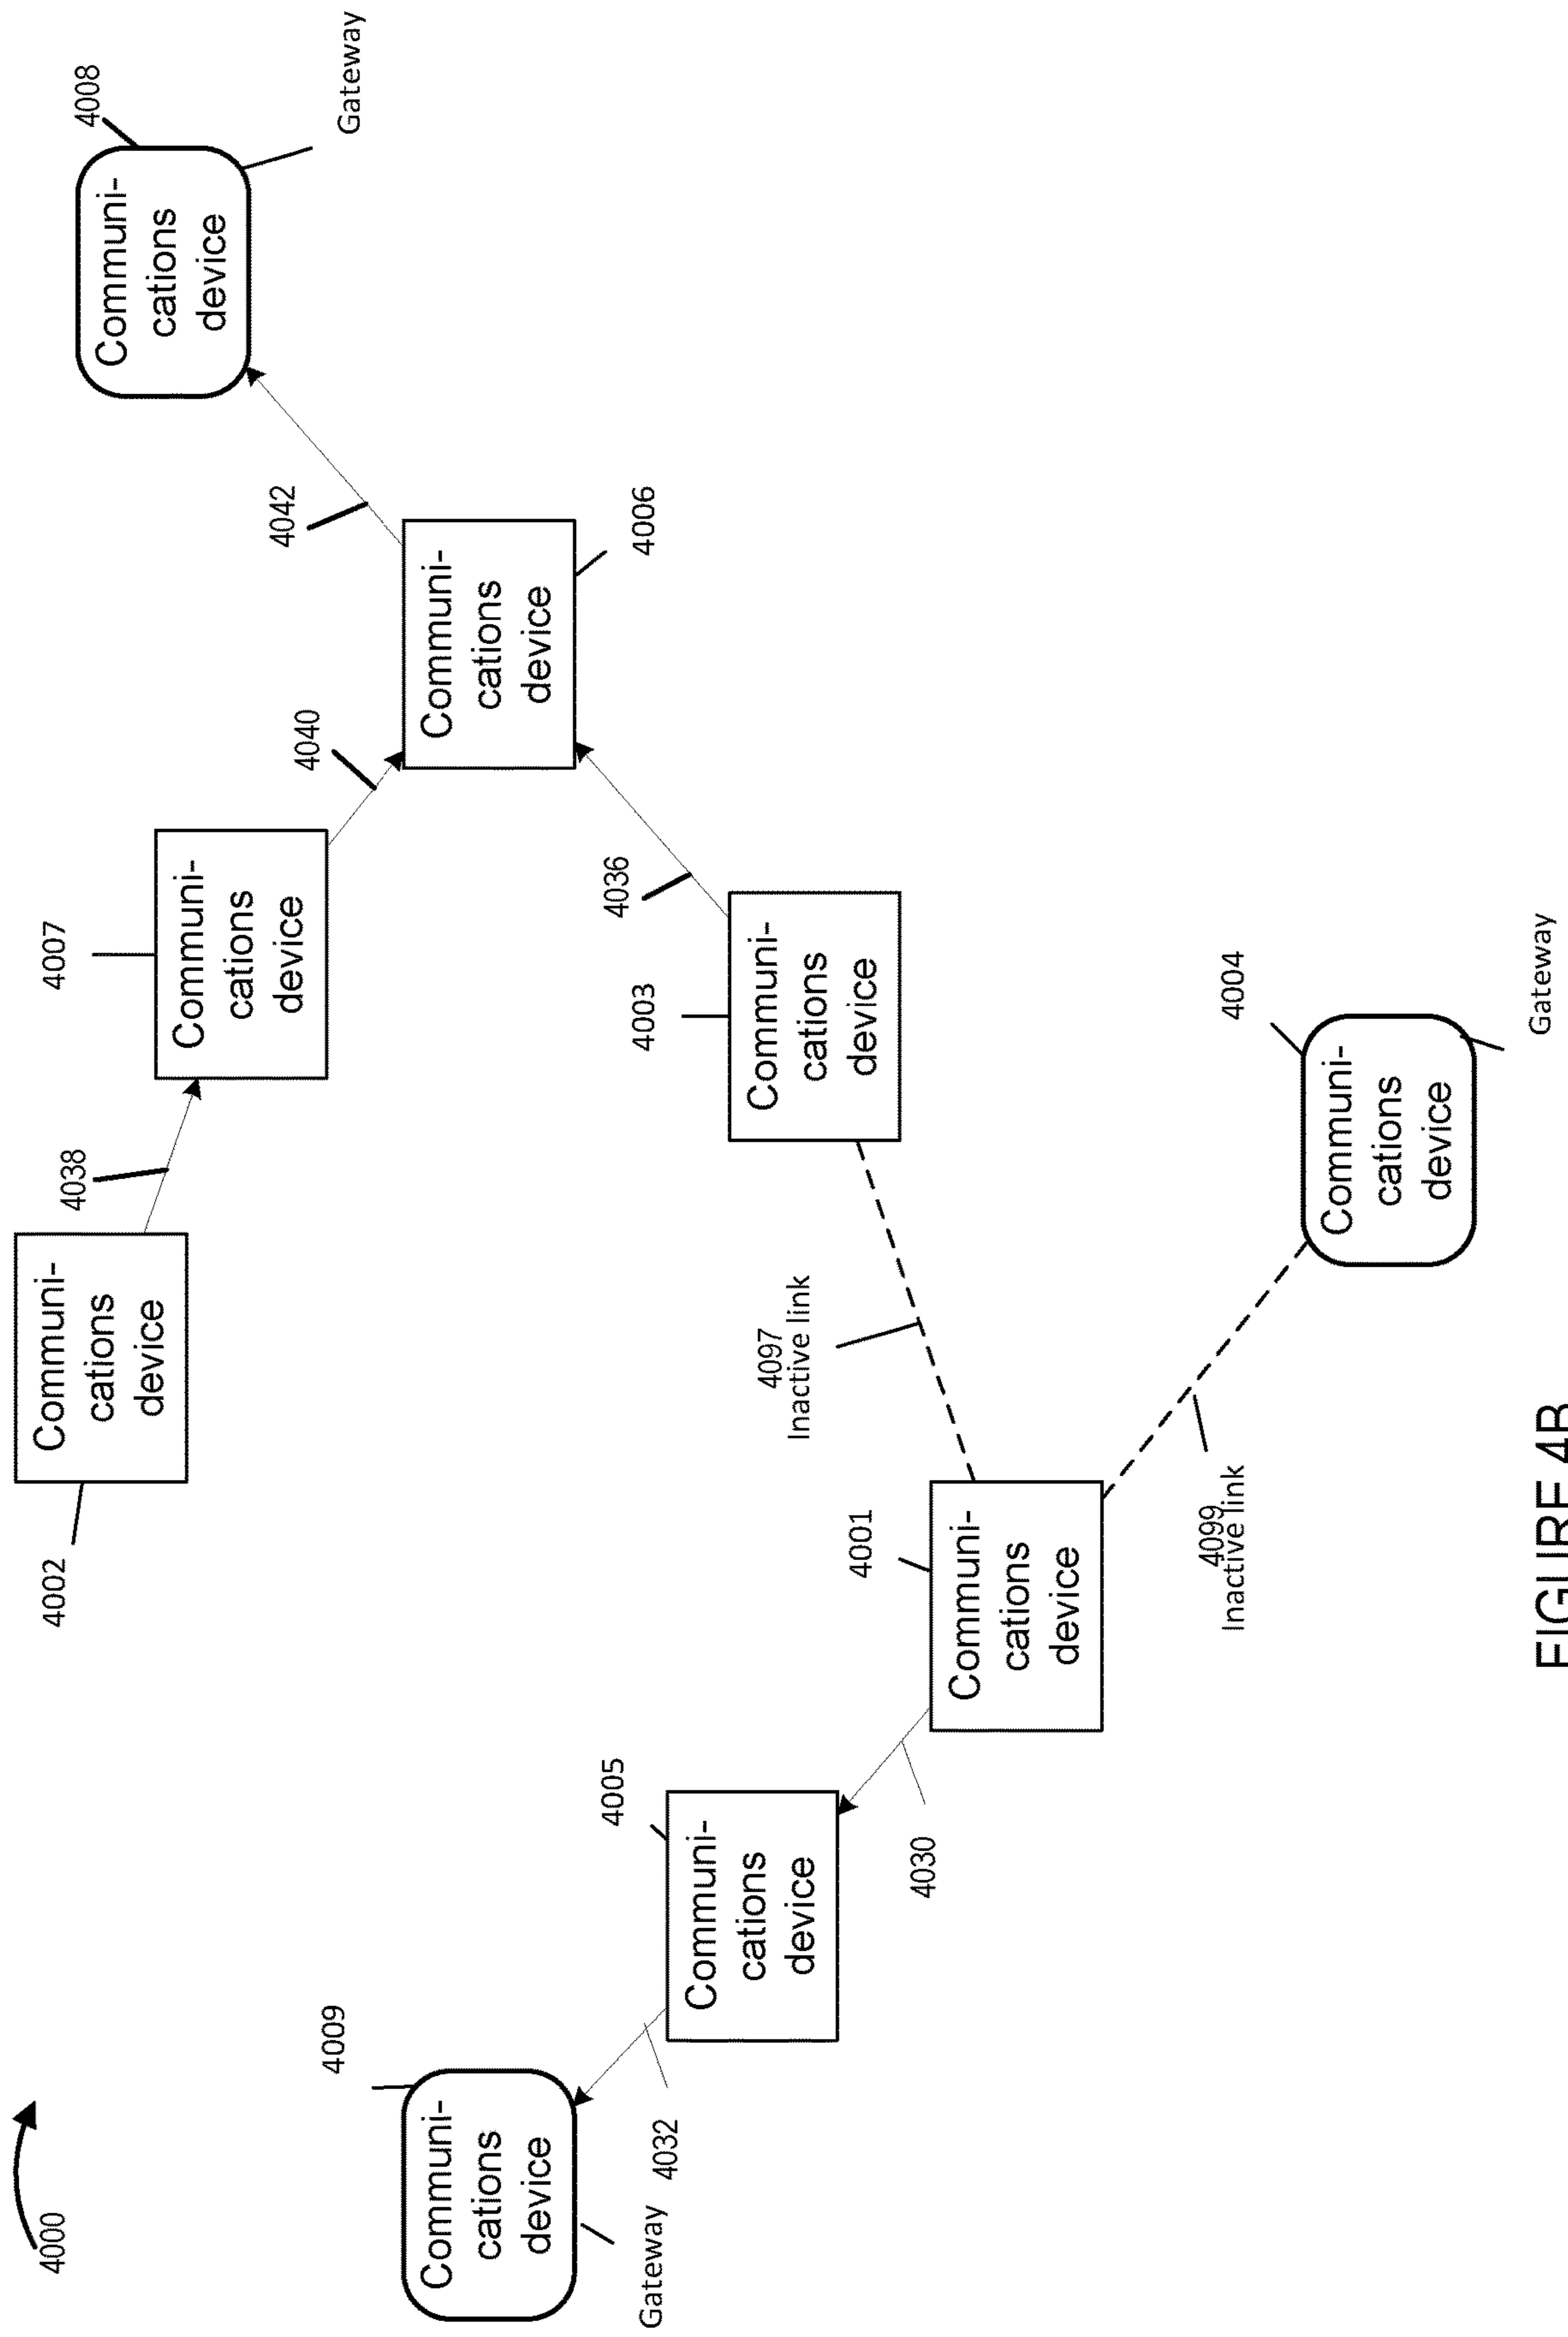 4000
4002
Communi-
cations
device
4038
4007
Communi-
cations
device
4008
Communi-
cations
device
Gateway
4040
4042
4009
Communi-
cations
device
Gateway
4032
Communi-
cations
device
4006
4005
Communi-
cations
device
4030
4036
4003
Communi-
cations
device
4097
Inactive link
4001
Communi-
cations
device
4099
Inactive link
4004
Communi-
cations
device
Gateway
FIGURE 4B